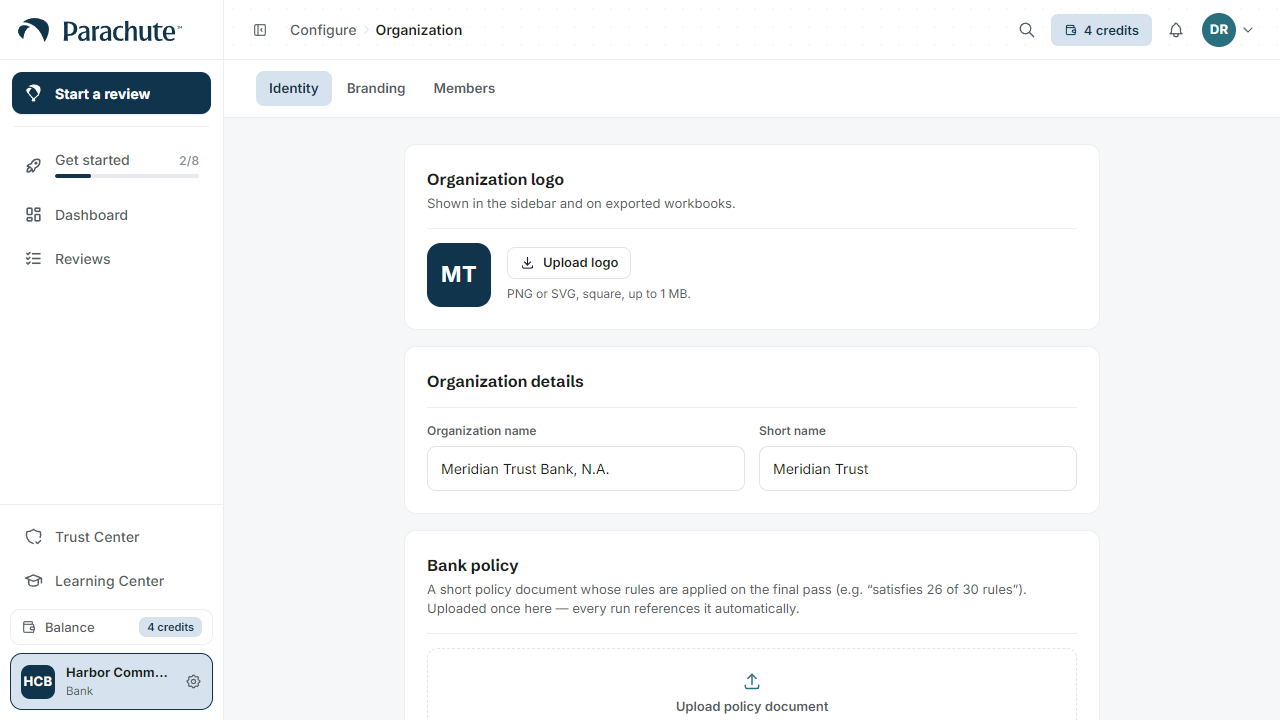 Parachute™
Configure
Organization
4 credits
DR
Start a review
Identity
Branding
Members
Get started
2/8
Dashboard
Reviews
Organization logo
Shown in the sidebar and on exported workbooks.
MT
Upload logo
PNG or SVG, square, up to 1 MB.
Organization details
Organization name
Short name
Meridian Trust Bank, N.A.
Meridian Trust
Bank policy
A short policy document whose rules are applied on the final pass (e.g. “satisfies 26 of 30 rules”).
Uploaded once here — every run references it automatically.
Upload policy document
Trust Center
Learning Center
Balance
4 credits
HCB
Harbor Comm...
Bank